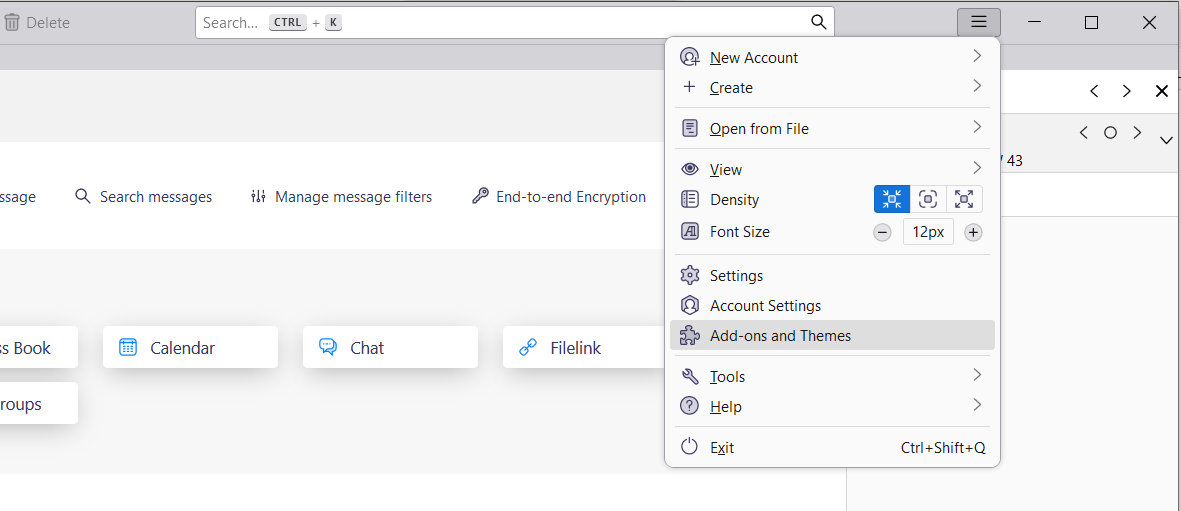 Delete
Search... CTRL + K
New Account
Create
Open from File
View
Density
Font Size 12px
Settings
Account Settings
Add-ons and Themes
Tools
Help
Exit Ctrl+Shift+Q
ssage Search messages Manage message filters End-to-end Encryption
ss Book Calendar Chat Filelink
roups
/ 43